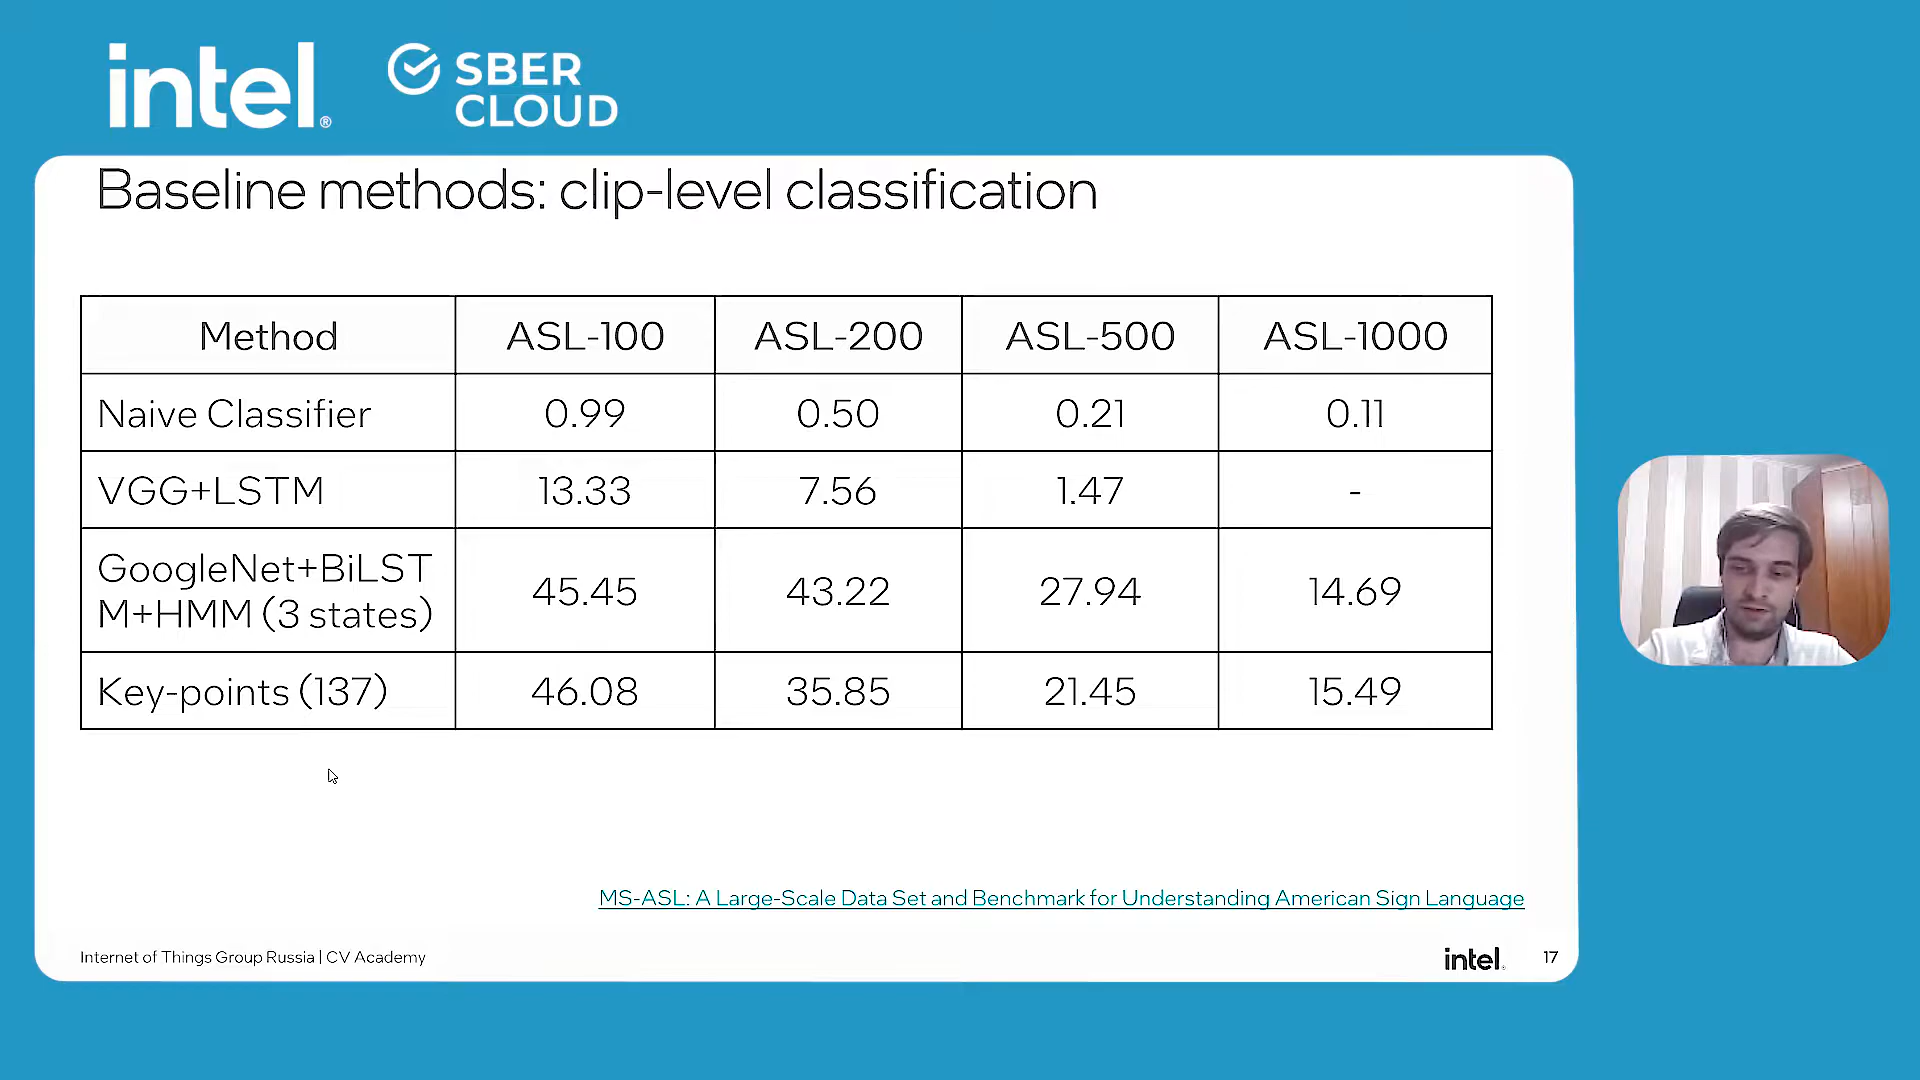 intel®
SBER
CLOUD
Baseline methods: clip-level classification
Method ASL-100 ASL-200 ASL-500 ASL-1000
Naive Classifier 0.99 0.50 0.21 0.11
VGG+LSTM 13.33 7.56 1.47 -
GoogleNet+BiLST
M+HMM (3 states) 45.45 43.22 27.94 14.69
Key-points (137) 46.08 35.85 21.45 15.49
MS-ASL: A Large-Scale Data Set and Benchmark for Understanding American Sign Language
Internet of Things Group Russia | CV Academy
intel.
17